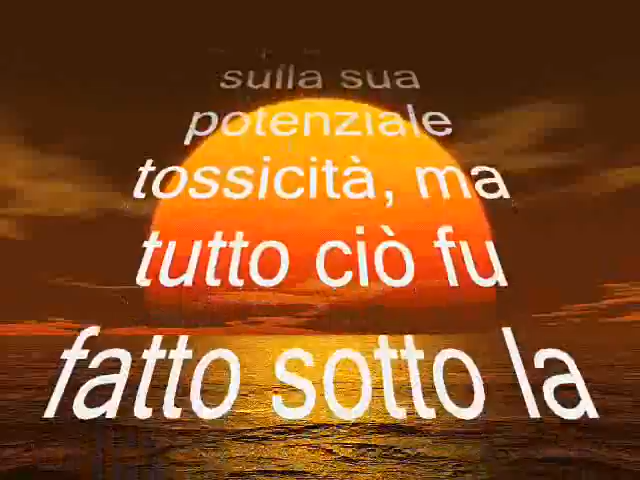 sulla sua
potenziale
tossicità, ma
tutto ciò fu
fatto sotto la